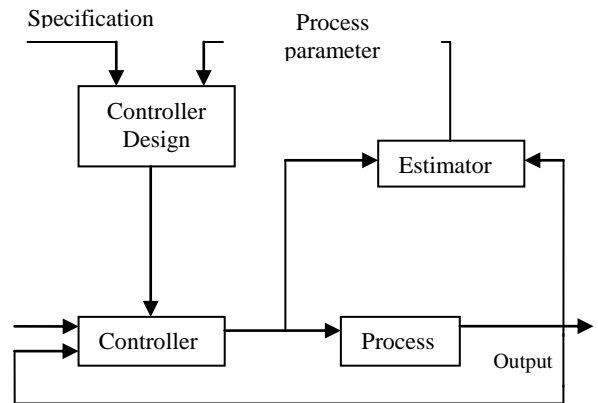 Specification
Process
parameter
Controller
Design
Estimator
Controller
Process
Output